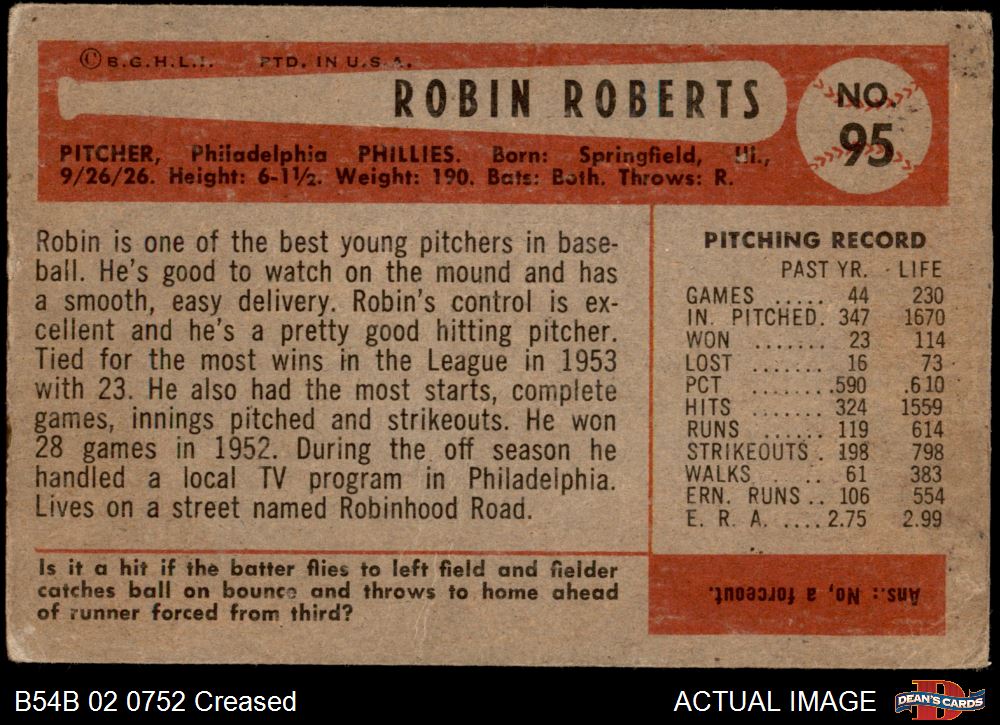 © B.G.H.L.I. PTD. IN U.S.A.
ROBIN ROBERTS
NO.
95
PITCHER, Philadelphia PHILLIES. Born: Springfield, Ill.,
9/26/26. Height: 6-11½. Weight: 190. Bats: Both. Throws: R.
Robin is one of the best young pitchers in base-
ball. He's good to watch on the mound and has
a smooth, easy delivery. Robin's control is ex-
cellent and he's a pretty good hitting pitcher.
Tied for the most wins in the League in 1953
with 23. He also had the most starts, complete
games, innings pitched and strikeouts. He won
28 games in 1952. During the off season he
handled a local TV program in Philadelphia.
Lives on a street named Robinhood Road.
PITCHING RECORD
PAST YR. LIFE
GAMES ..... 44 230
IN. PITCHED. 347 1670
WON ....... 23 114
LOST ....... 16 73
PCT ....... .590 .610
HITS ....... 324 1559
RUNS ...... 119 614
STRIKEOUTS . 198 798
WALKS ..... 61 383
ERN. RUNS .. 106 554
E. R. A. .... 2.75 2.99
Is it a hit if the batter flies to left field and fielder
catches ball on bounce and throws to home ahead
of runner forced from third?
Ans.: No, a forceout.
B54B 02 0752 Creased
ACTUAL IMAGE
D
DEAN'S CARDS